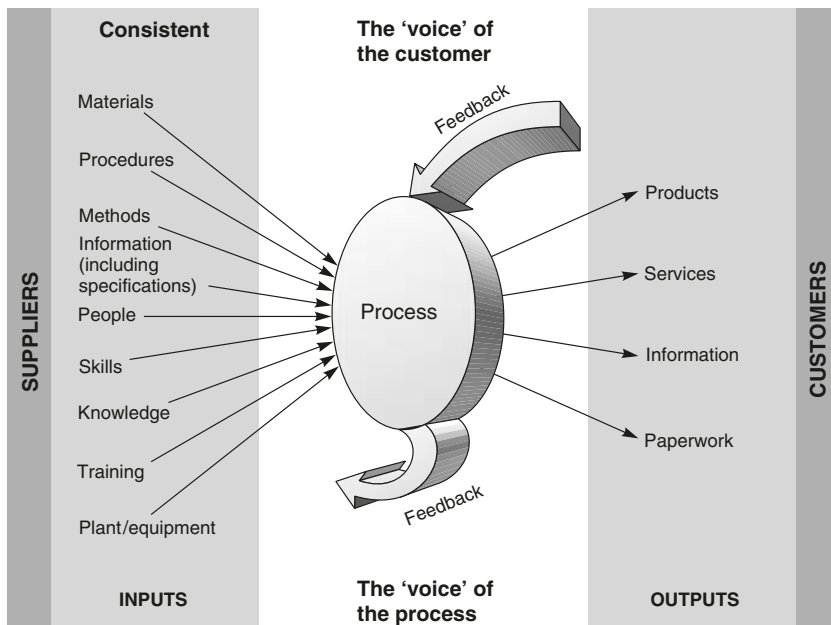 Consistent
The ‘voice’ of
the customer
Feedback
Materials
Procedures
Methods
Information
(including
specifications)
People
Skills
Knowledge
Training
Plant/equipment
SUPPLIERS
Process
Products
Services
Information
Paperwork
CUSTOMERS
Feedback
INPUTS
The ‘voice’ of
the process
OUTPUTS